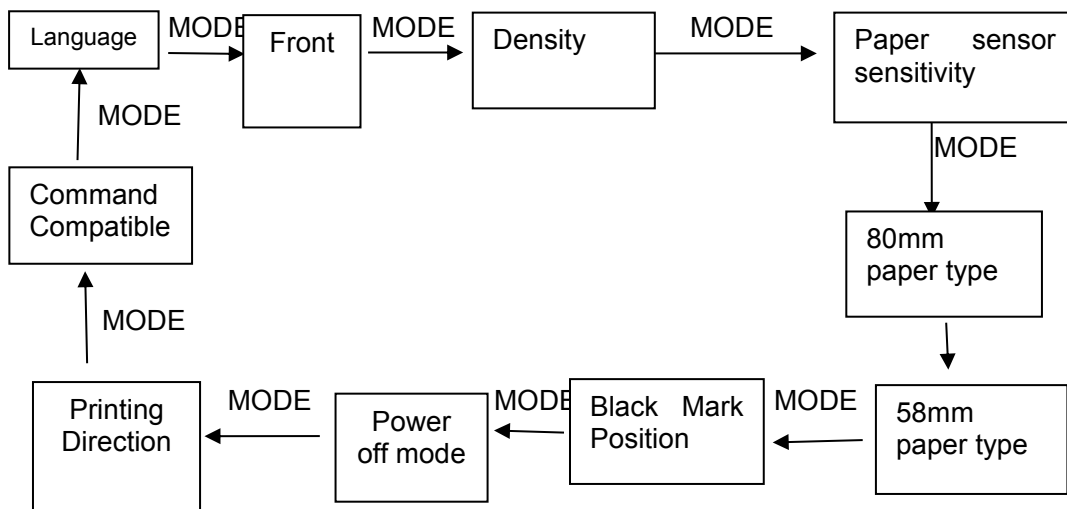 Language
MODE
Front
MODE
Density
MODE
Paper sensor
sensitivity
MODE
80mm
paper type
58mm
paper type
MODE
Black Mark
Position
MODE
Power
off mode
MODE
Printing
Direction
MODE
Command
Compatible
MODE